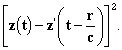 [z(t) − z′(t − r/c)]².